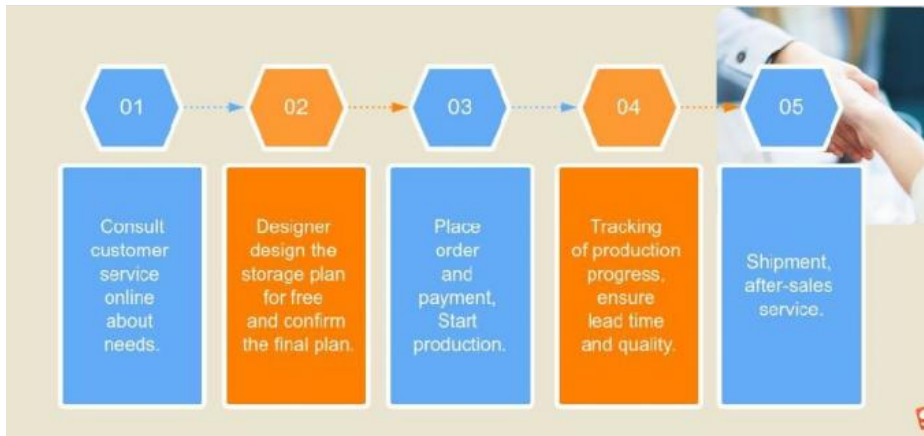 01
02
03
04
05
Consult
customer
service
online
about
needs.
Designer
design the
storage plan
for free
and confirm
the final plan.
Place
order
and
payment,
Start
production.
Tracking
of production
progress,
ensure
lead time
and quality.
Shipment,
after-sales
service.